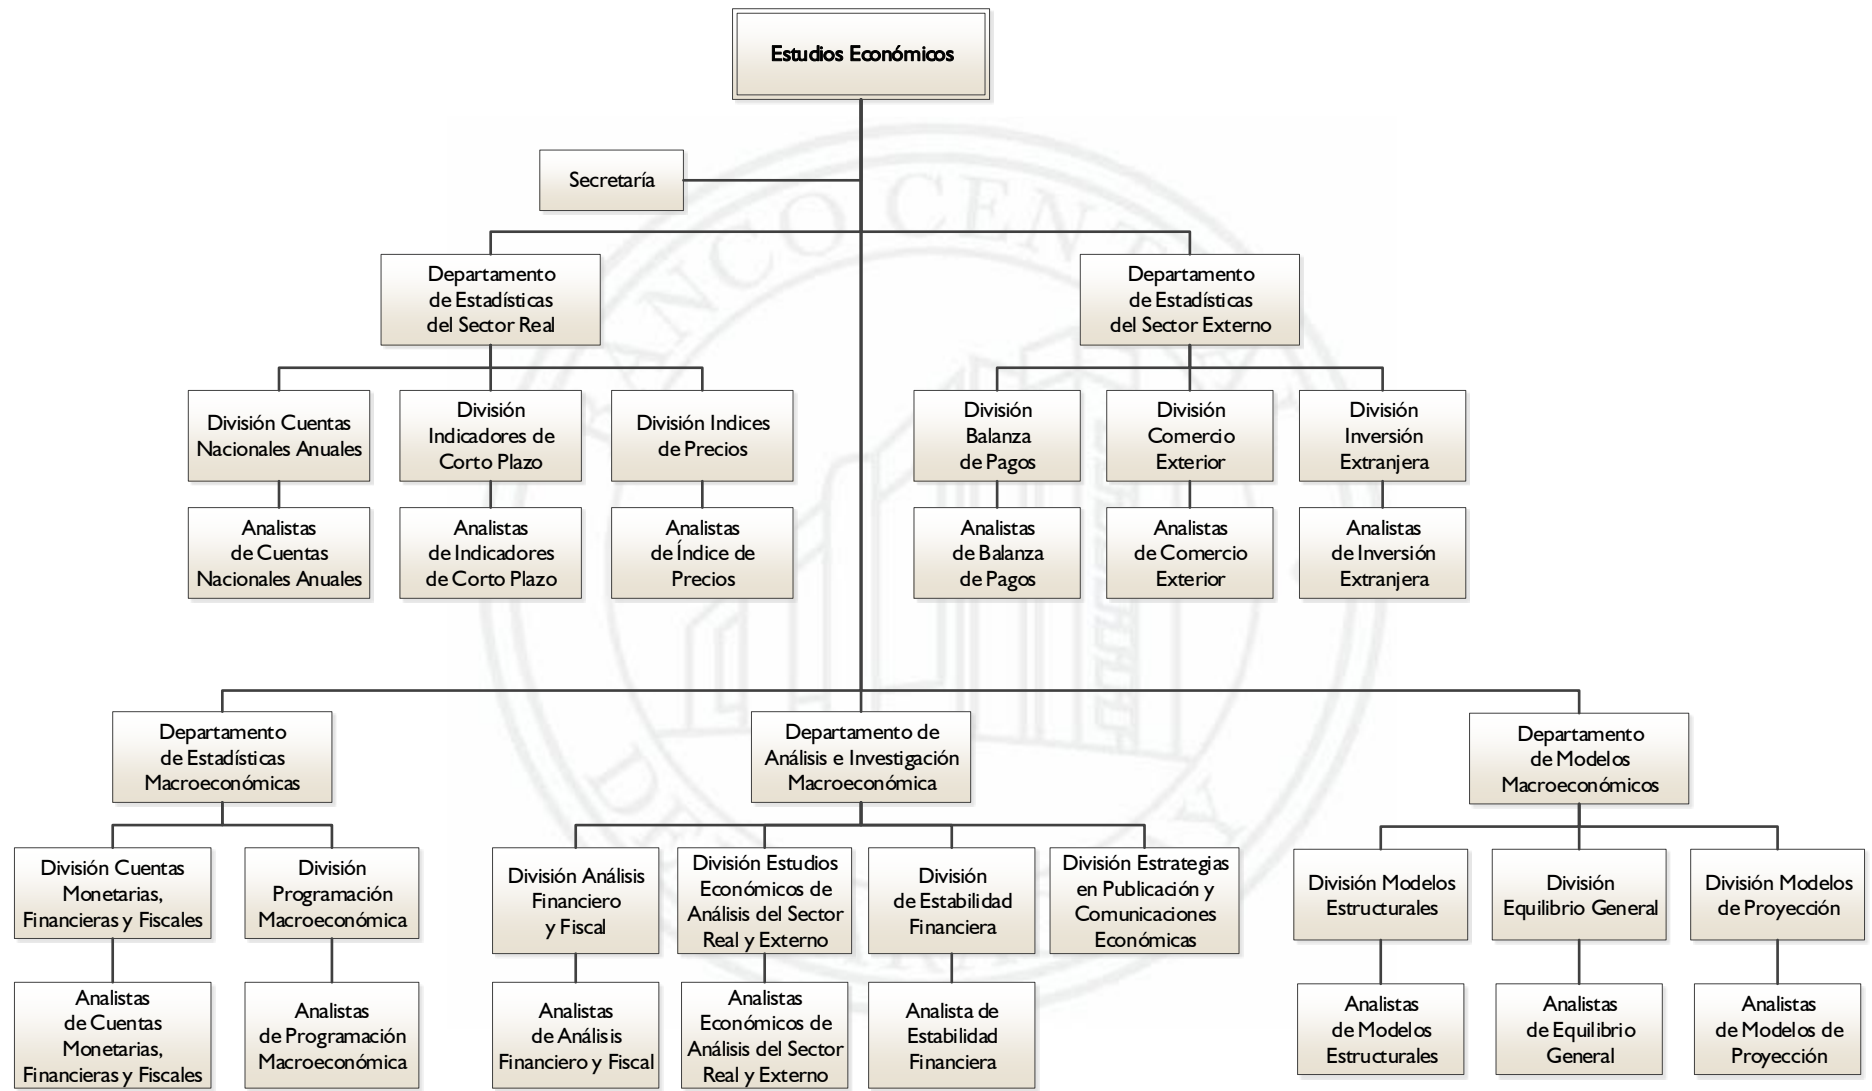 Estudios Económicos
Secretaría
Departamento
de Estadísticas
del Sector Real
Departamento
de Estadísticas
del Sector Externo
División Cuentas
Nacionales Anuales
División
Indicadores de
Corto Plazo
División Indices
de Precios
División
Balanza
de Pagos
División
Comercio
Exterior
División
Inversión
Extranjera
Analistas
de Cuentas
Nacionales Anuales
Analistas
de Indicadores
de Corto Plazo
Analistas
de Índice de
Precios
Analistas
de Balanza
de Pagos
Analistas
de Comercio
Exterior
Analistas
de Inversión
Extranjera
Departamento
de Estadísticas
Macroeconómicas
Departamento de
Análisis e Investigación
Macroeconómica
Departamento
de Modelos
Macroeconómicos
División Cuentas
Monetarias,
Financieras y Fiscales
División
Programación
Macroeconómica
División Análisis
Financiero
y Fiscal
División Estudios
Económicos de
Análisis del Sector
Real y Externo
División
de Estabilidad
Financiera
División Estrategias
en Publicación y
Comunicaciones
Económicas
División Modelos
Estructurales
División
Equilibrio General
División Modelos
de Proyección
Analistas
de Cuentas
Monetarias,
Financieras y Fiscales
Analistas
de Programación
Macroeconómica
Analistas
de Análisis
Financiero y Fiscal
Analistas
Económicos de
Análisis del Sector
Real y Externo
Analista de
Estabilidad
Financiera
Analistas
de Modelos
Estructurales
Analistas
de Equilibrio
General
Analistas
de Modelos de
Proyección